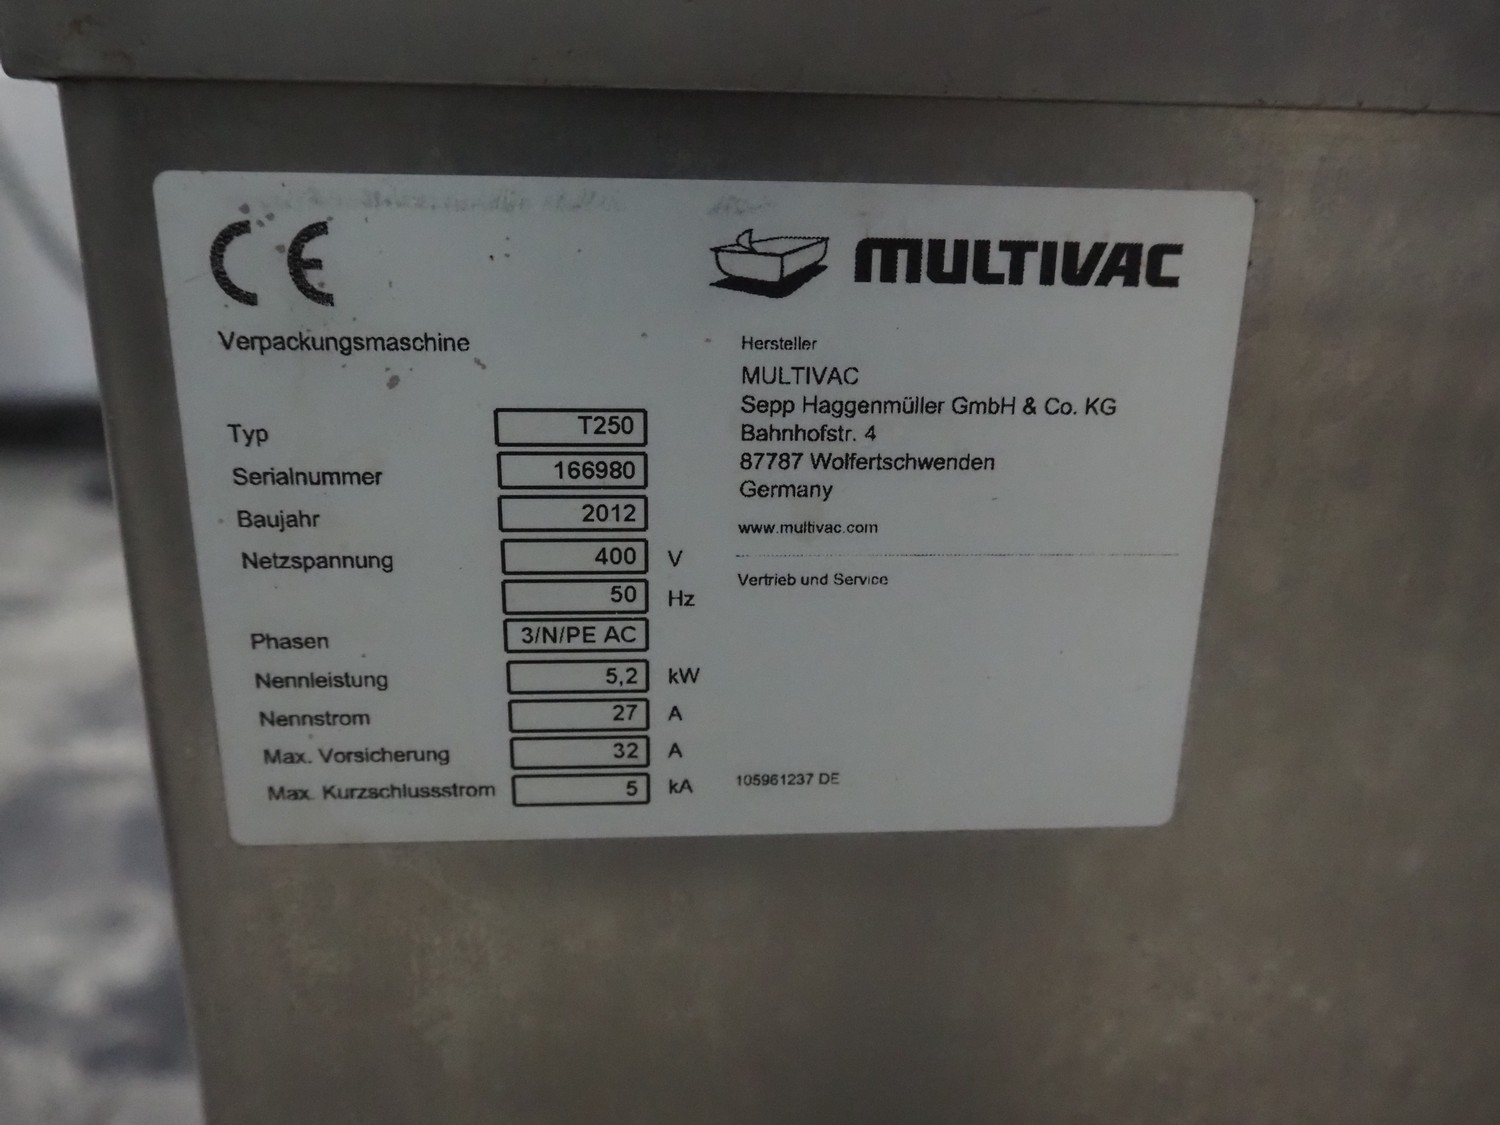 CE
MULTIVAC
Verpackungsmaschine
Typ T250
Serialnummer 166980
Baujahr 2012
Netzspannung 400 V
50 Hz
Phasen 3/N/PE AC
Nennleistung 5,2 kW
Nennstrom 27 A
Max. Vorsicherung 32 A
Max. Kurzschlussstrom 5 kA
Hersteller
MULTIVAC
Sepp Haggenmüller GmbH & Co. KG
Bahnhofstr. 4
87787 Wolfertschwenden
Germany
www.multivac.com
Vertrieb und Service
105961237 DE